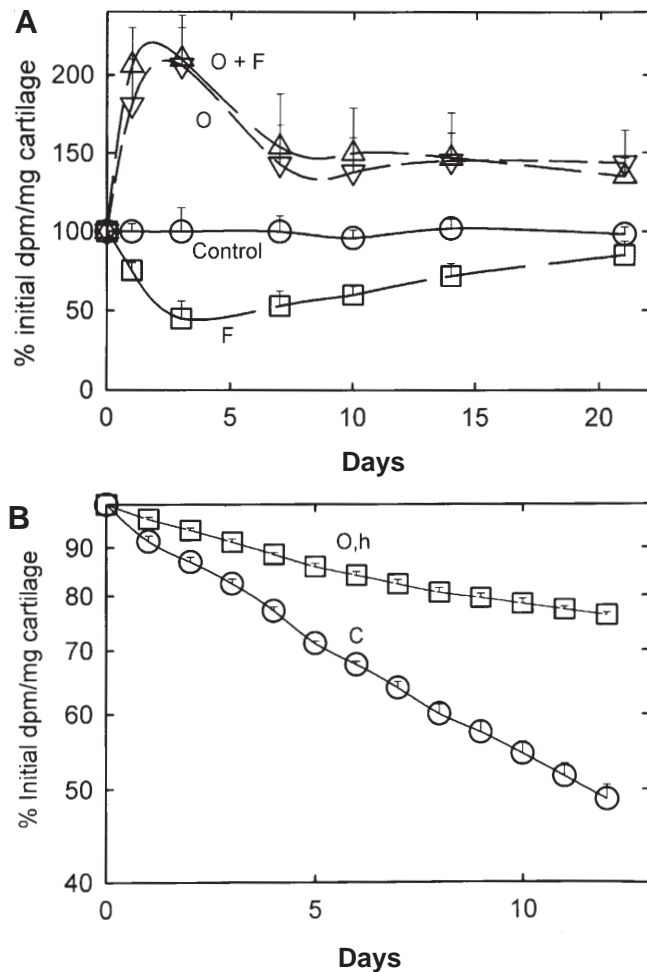 A
% initial dpm/mg cartilage
200
150
100
50
0
O + F
O
Control
F
0 5 10 15 20
Days
B
% Initial dpm/mg cartilage
90
80
70
60
50
40
O,h
C
0 5 10
Days